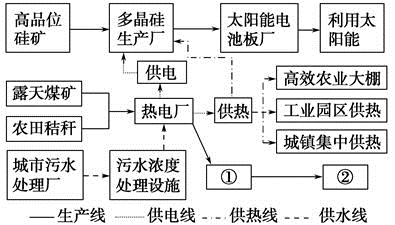 高品位
硅矿
多晶硅
生产厂
太阳能电
池板厂
利用太
阳能
供电
露天煤矿
农田秸秆
热电厂
供热
高效农业大棚
工业园区供热
城镇集中供热
城市污水
处理厂
污水浓度
处理设施
①
②
生产线
供电线
供热线
供水线